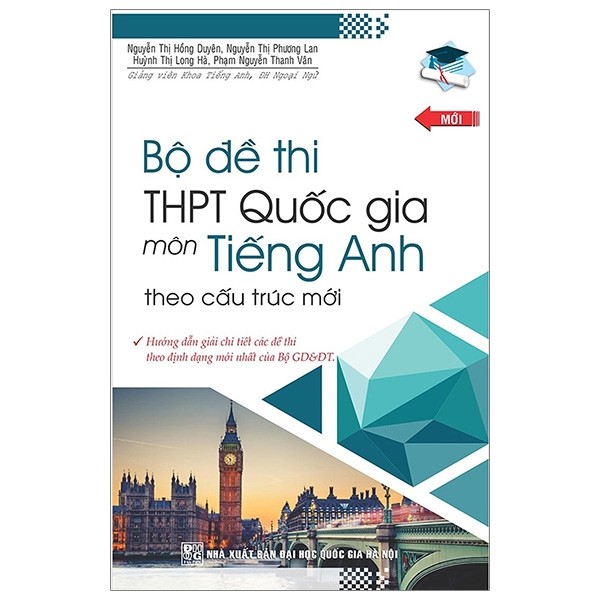 Nguyễn Thị Hồng Duyên, Nguyễn Thị Phương Lan
Huỳnh Thị Long Hà, Phạm Nguyễn Thanh Vân
Giảng viên Khoa Tiếng Anh, ĐH Ngoại Ngữ
MỚI
Bộ đề thi
THPT Quốc gia
môn Tiếng Anh
theo cấu trúc mới
✓ Hướng dẫn giải chi tiết các đề thi
theo định dạng mới nhất của Bộ GD&ĐT.
NHÀ XUẤT BẢN ĐẠI HỌC QUỐC GIA HÀ NỘI